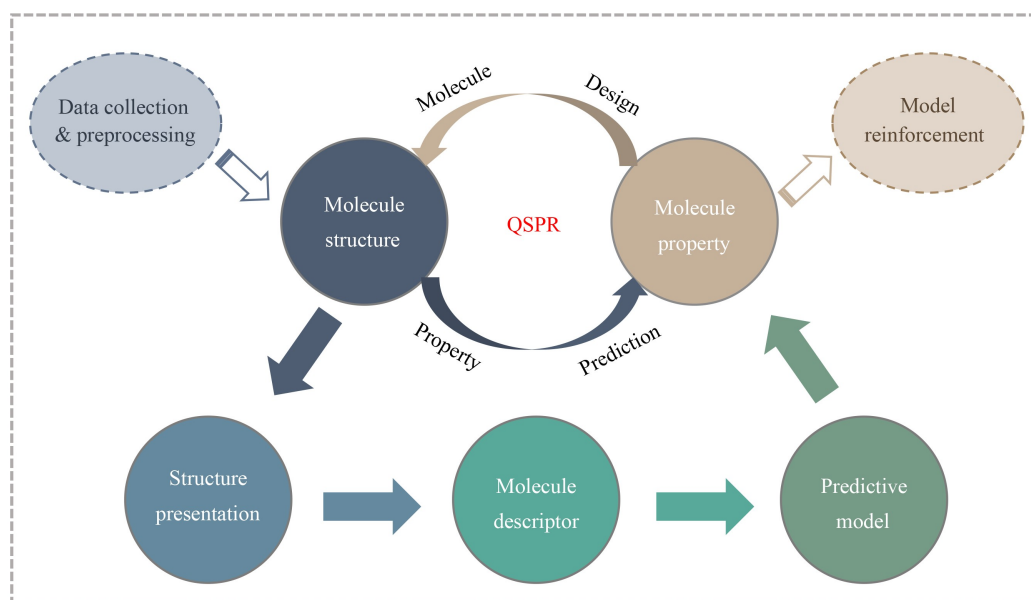 Data collection
& preprocessing
Molecule
Design
Model
reinforcement
Molecule
structure
QSPR
Molecule
property
Property
Prediction
Structure
presentation
Molecule
descriptor
Predictive
model